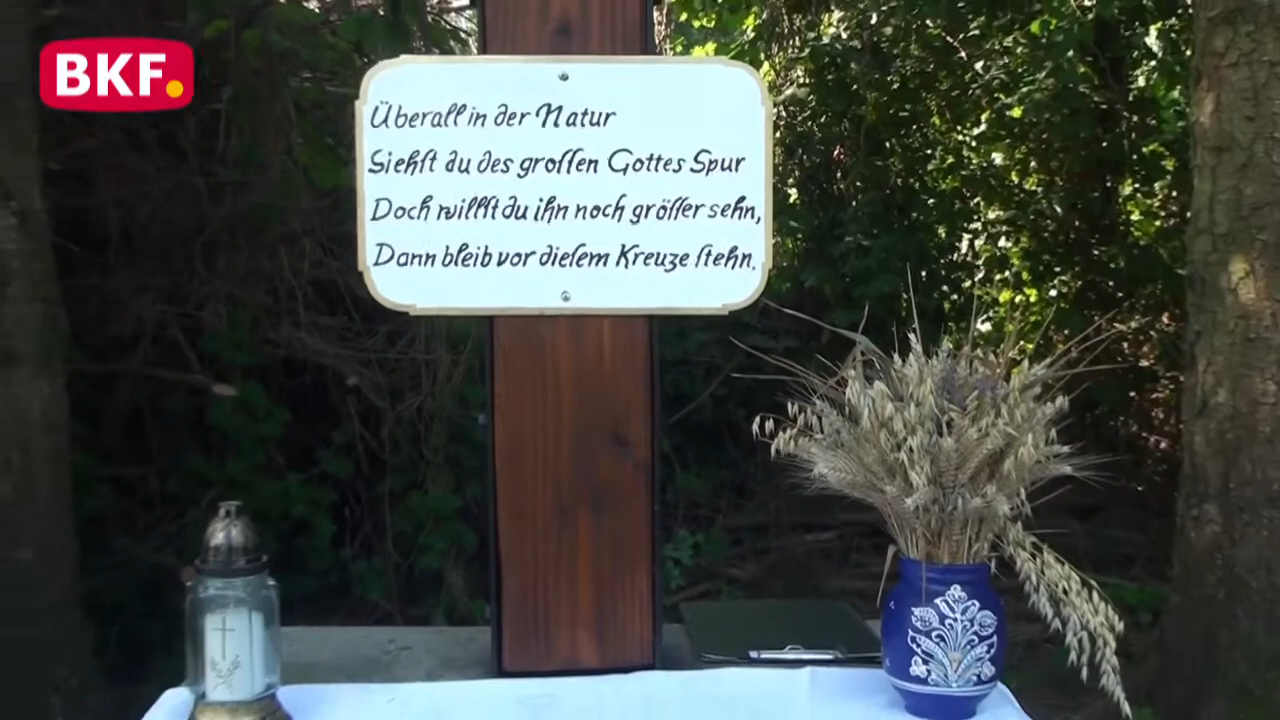 BKF.
Überall in der Natur
Siehſt du des groſſen Gottes Spur
Doch willſt du ihn noch gröſſer sehn,
Dann bleib vor dieſem Kreuze ſtehn.